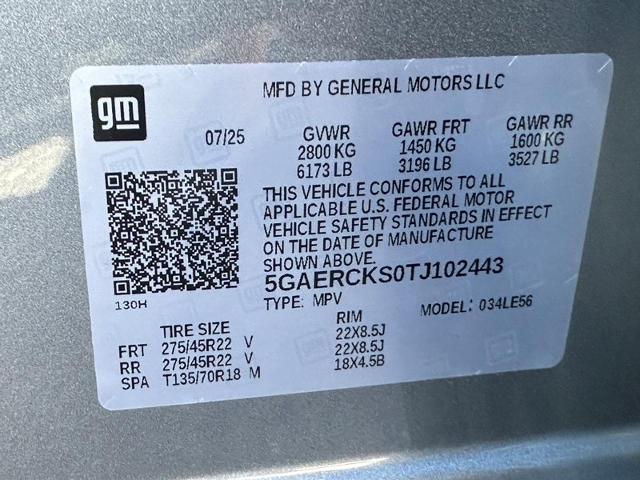 gm
MFD BY GENERAL MOTORS LLC
07/25 GVWR GAWR FRT GAWR RR
2800 KG 1450 KG 1600 KG
6173 LB 3196 LB 3527 LB
THIS VEHICLE CONFORMS TO ALL
APPLICABLE U.S. FEDERAL MOTOR
VEHICLE SAFETY STANDARDS IN EFFECT
ON THE DATE OF MANUFACTURE
SHOWN ABOVE.
5GAERCKS0TJ102443
130H
TYPE: MPV MODEL: 034LE56
TIRE SIZE RIM
FRT 275/45R22 V 22X8.5J
RR 275/45R22 V 22X8.5J
SPA T135/70R18 M 18X4.5B